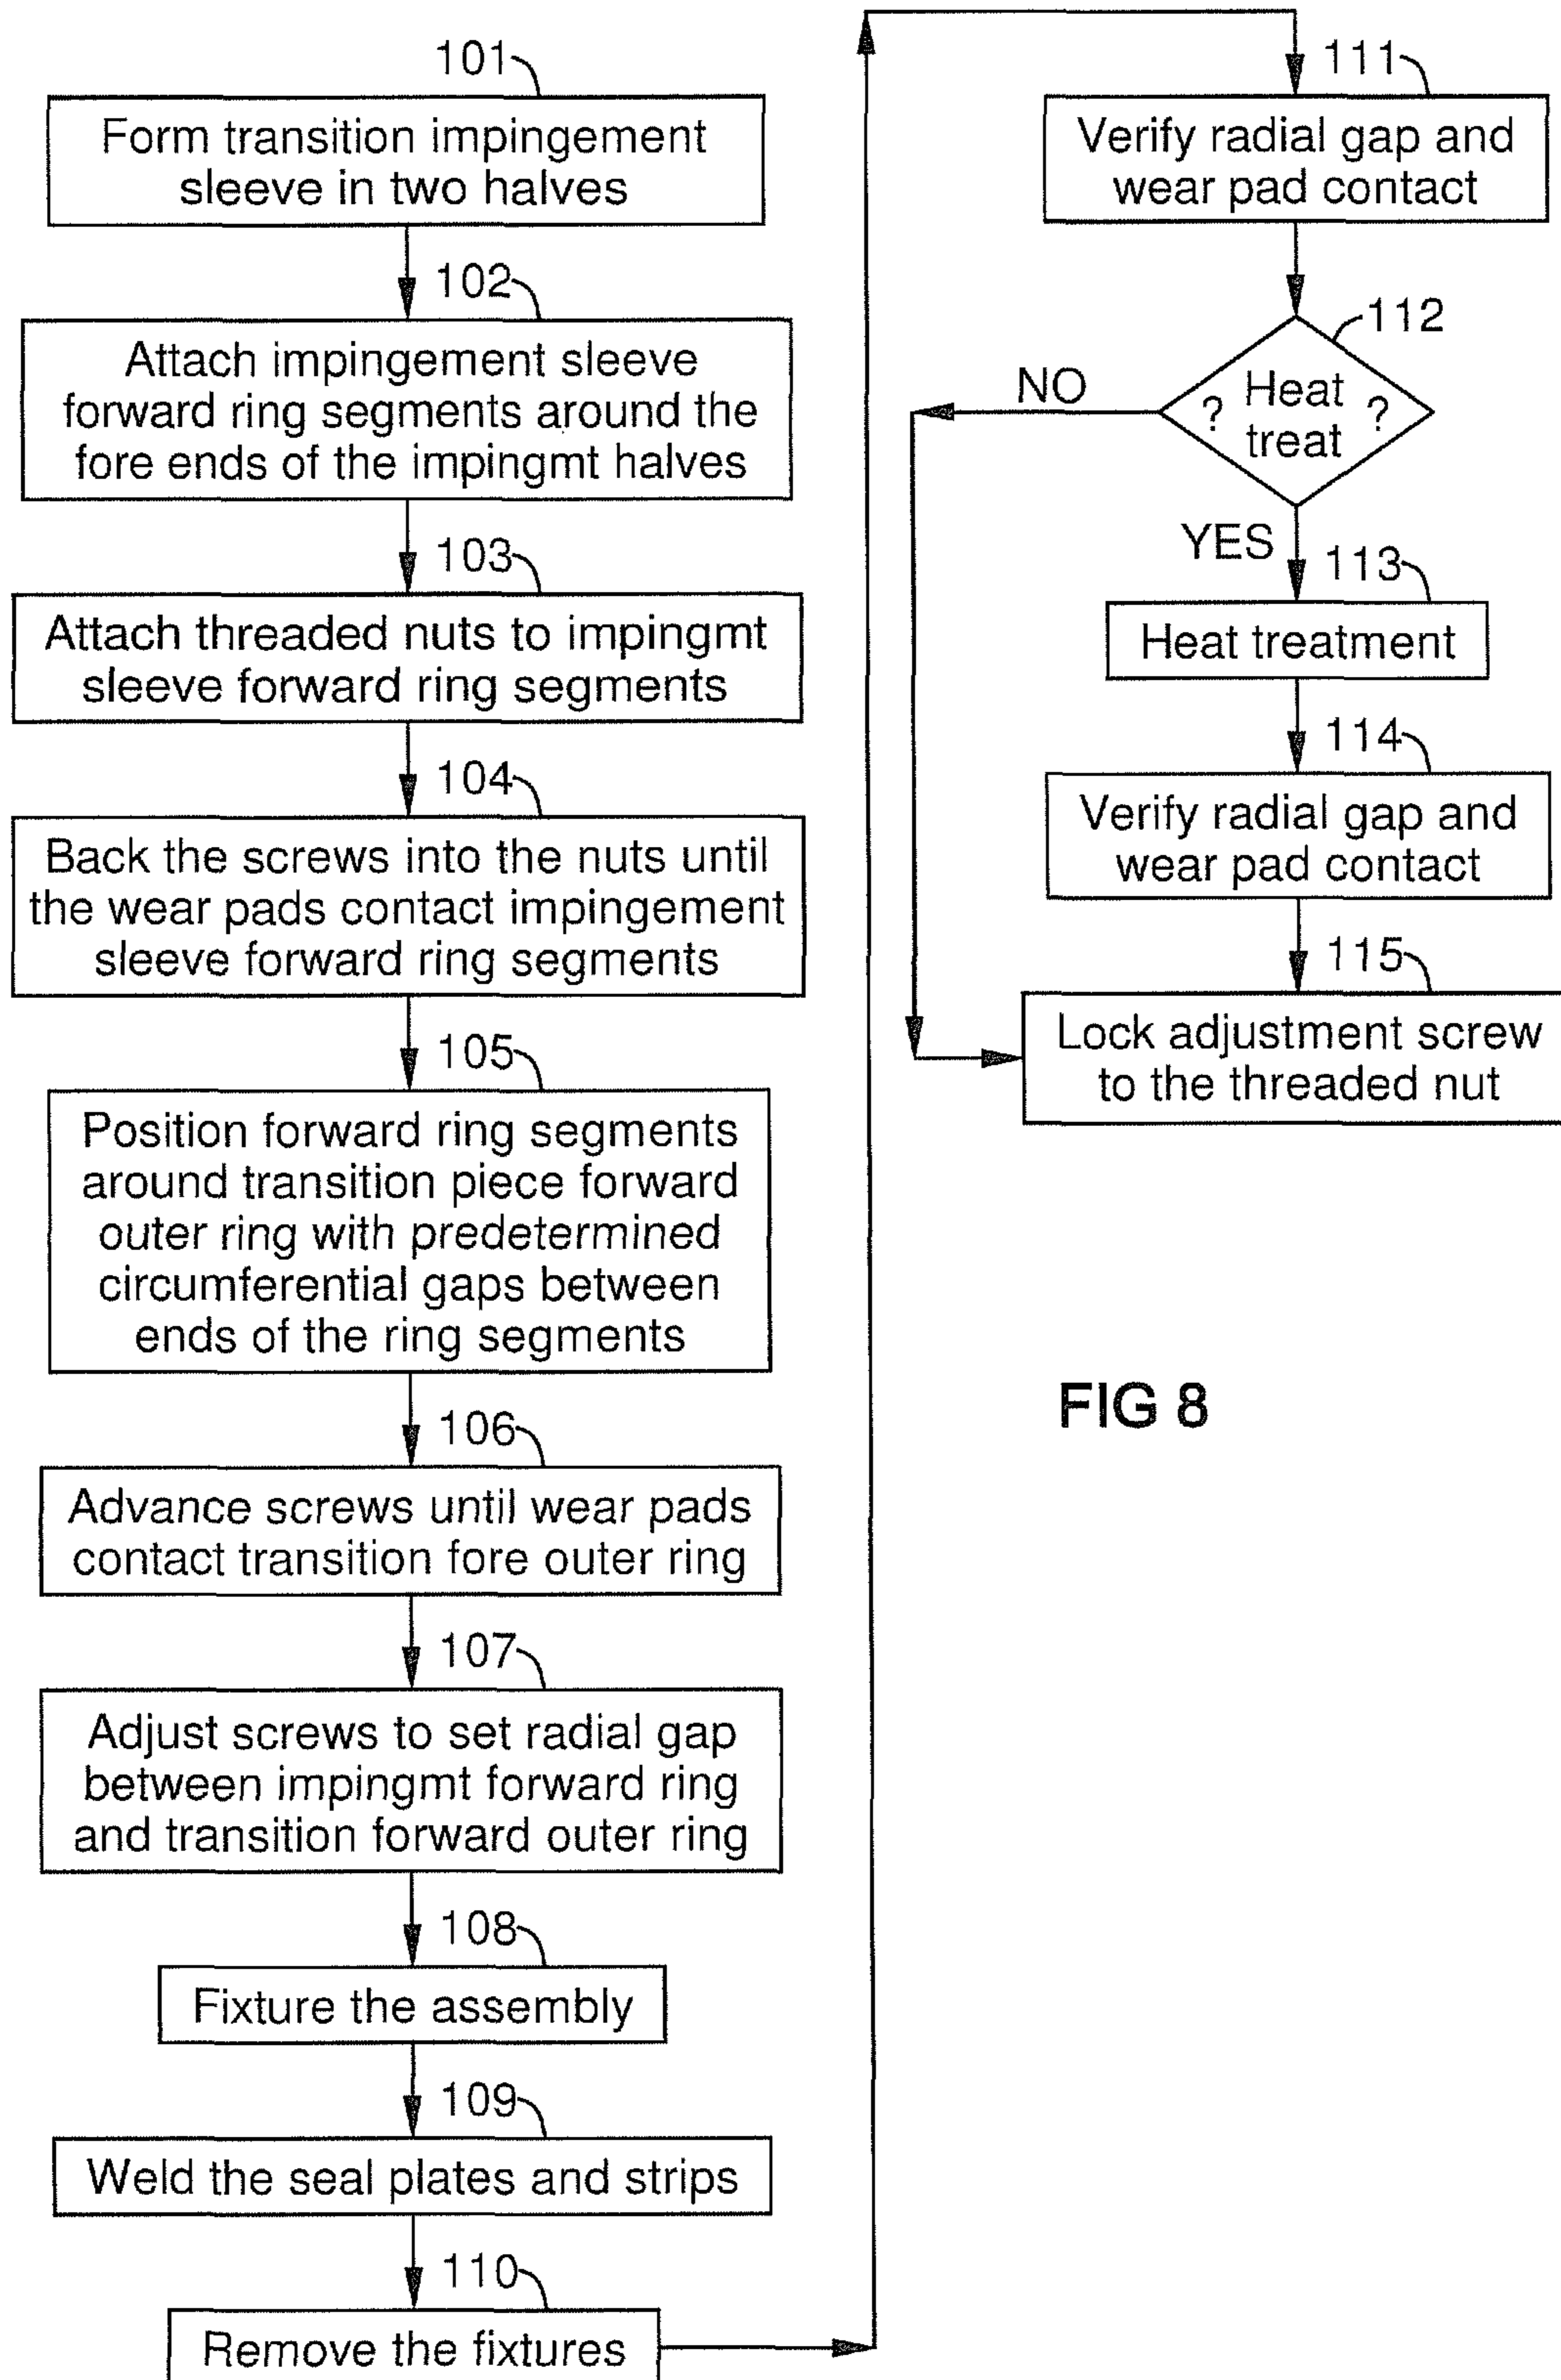 101
Form transition impingement
sleeve in two halves
102
Attach impingement sleeve
forward ring segments around the
fore ends of the impingmt halves
103
Attach threaded nuts to impingmt
sleeve forward ring segments
104
Back the screws into the nuts until
the wear pads contact impingement
sleeve forward ring segments
105
Position forward ring segments
around transition piece forward
outer ring with predetermined
circumferential gaps between
ends of the ring segments
106
Advance screws until wear pads
contact transition fore outer ring
107
Adjust screws to set radial gap
between impingmt forward ring
and transition forward outer ring
108
Fixture the assembly
109
Weld the seal plates and strips
110
Remove the fixtures
111
Verify radial gap and
wear pad contact
112
? Heat ?
treat
NO
YES
113
Heat treatment
114
Verify radial gap and
wear pad contact
115
Lock adjustment screw
to the threaded nut
FIG 8